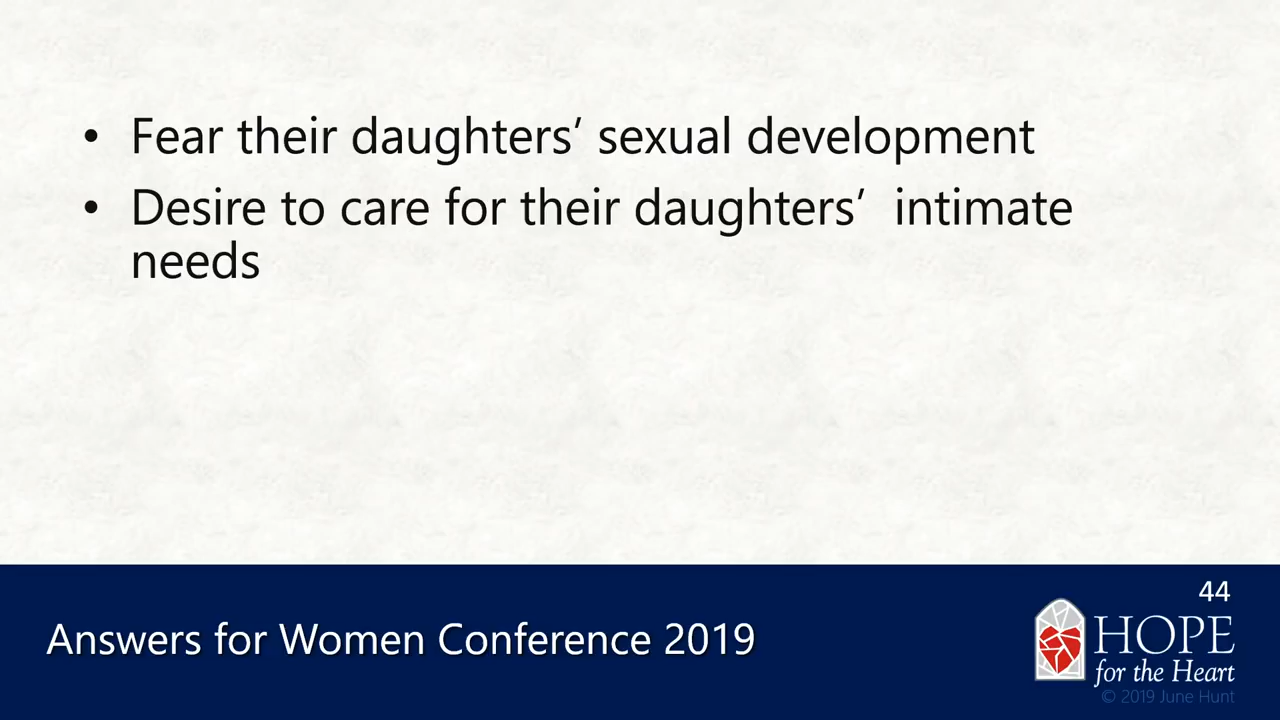 • Fear their daughters’ sexual development
• Desire to care for their daughters’ intimate
needs
44
Answers for Women Conference 2019
HOPE
for the Heart
© 2019 June Hunt